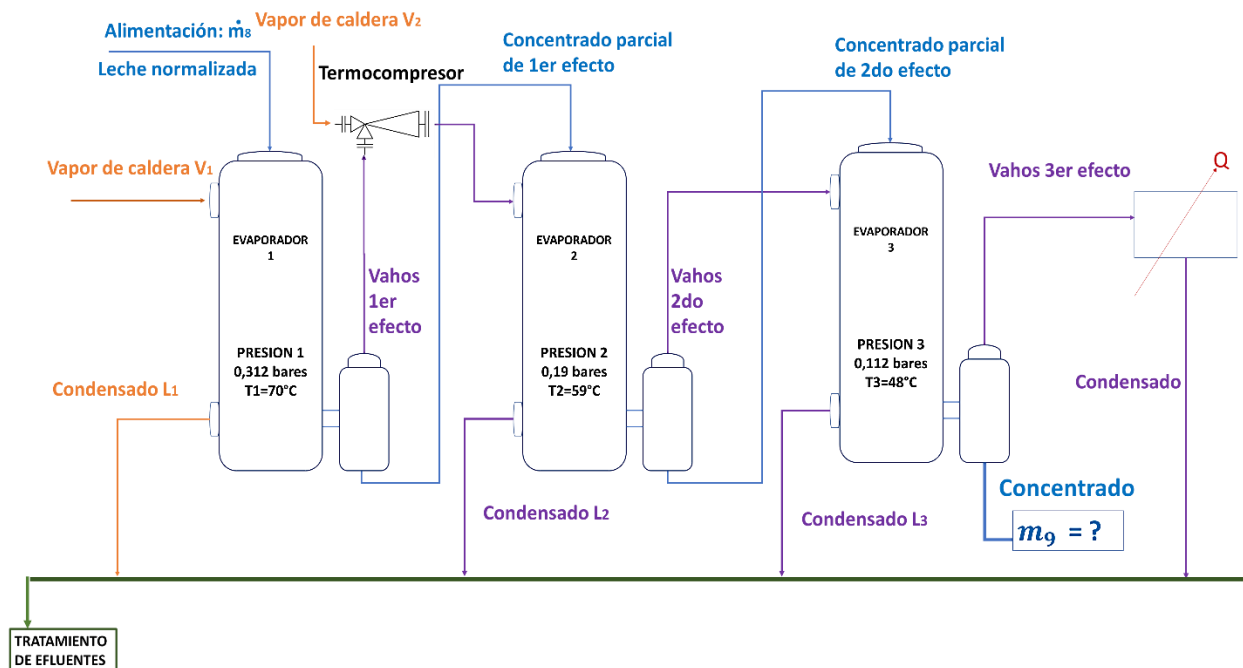 Alimentación: ṁ₈
Leche normalizada
Vapor de caldera V₂
Termocompresor
Concentrado parcial
de 1er efecto
Concentrado parcial
de 2do efecto
Vapor de caldera V₁
EVAPORADOR
1
PRESION 1
0,312 bares
T1=70°C
Vahos
1er
efecto
Condensado L₁
EVAPORADOR
2
PRESION 2
0,19 bares
T2=59°C
Vahos
2do
efecto
Condensado L₂
EVAPORADOR
3
PRESION 3
0,112 bares
T3=48°C
Vahos 3er efecto
Q
Condensado
Condensado L₃
Concentrado
m₉ = ?
TRATAMIENTO
DE EFLUENTES